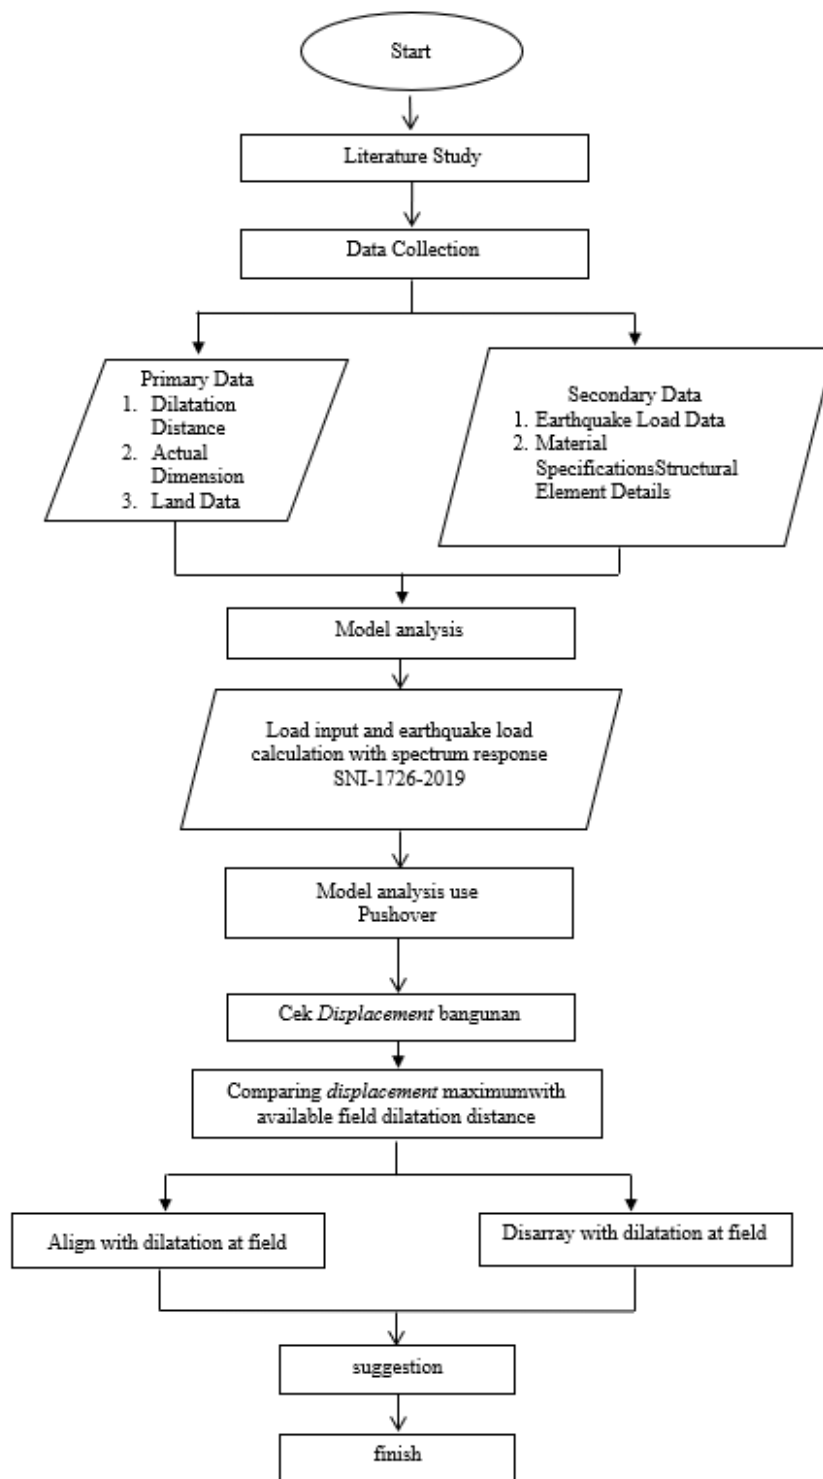 Start
Literature Study
Data Collection
Primary Data
1. Dilatation
Distance
2. Actual
Dimension
3. Land Data
Secondary Data
1. Earthquake Load Data
2. Material
SpecificationsStructural
Element Details
Model analysis
Load input and earthquake load
calculation with spectrum response
SNI-1726-2019
Model analysis use
Pushover
Cek Displacement bangunan
Comparing displacement maximumwith
available field dilatation distance
Align with dilatation at field
Disarray with dilatation at field
suggestion
finish